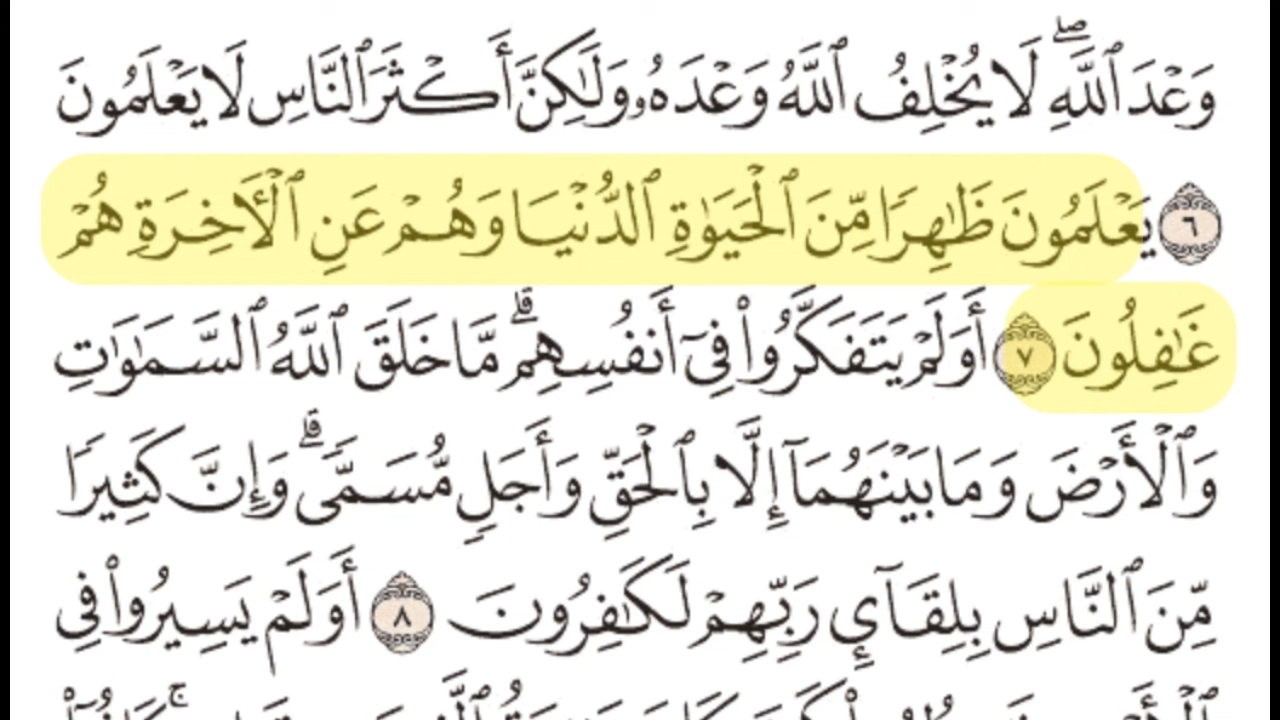 وَعْدَ ٱللَّهِ ۖ لَا يُخْلِفُ ٱللَّهُ وَعْدَهُۥ وَلَٰكِنَّ أَكْثَرَ ٱلنَّاسِ لَا يَعْلَمُونَ
٦ يَعْلَمُونَ ظَٰهِرًا مِّنَ ٱلْحَيَوٰةِ ٱلدُّنْيَا وَهُمْ عَنِ ٱلْأَخِرَةِ هُمْ
غَٰفِلُونَ ٧ أَوَلَمْ يَتَفَكَّرُوا۟ فِىٓ أَنفُسِهِم ۗ مَّا خَلَقَ ٱللَّهُ ٱلسَّمَٰوَٰتِ
وَٱلْأَرْضَ وَمَا بَيْنَهُمَآ إِلَّا بِٱلْحَقِّ وَأَجَلٍ مُّسَمًّى ۗ وَإِنَّ كَثِيرًا
مِّنَ ٱلنَّاسِ بِلِقَآئِ رَبِّهِمْ لَكَٰفِرُونَ ٨ أَوَلَمْ يَسِيرُوا۟ فِى